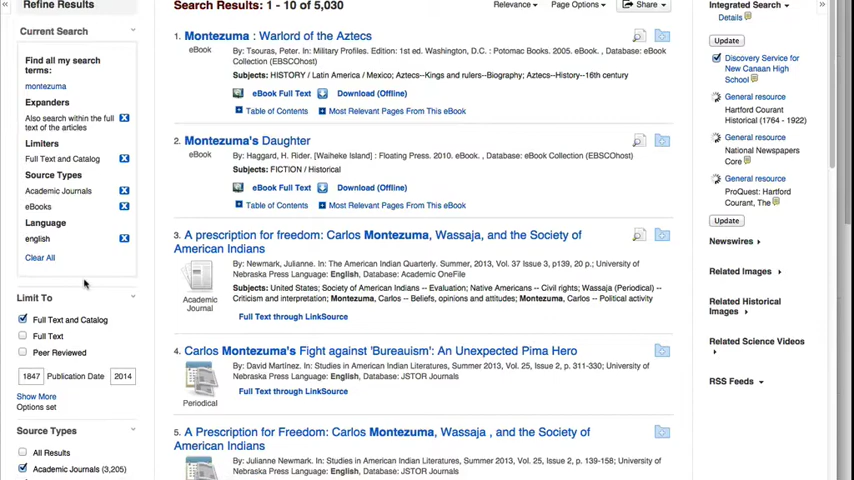 Refine Results
Current Search
Find all my search
terms:
montezuma
Expanders
Also search within the full
text of the articles
Limiters
Full Text and Catalog
Source Types
Academic Journals
eBooks
Language
english
Clear All
Limit To
Full Text and Catalog
Full Text
Peer Reviewed
1847 Publication Date 2014
Show More
Options set
Source Types
All Results
Academic Journals (3,205)
Search Results: 1 - 10 of 5,030
Relevance Page Options Share
1. Montezuma : Warlord of the Aztecs
eBook
By: Tsouras, Peter. In: Military Profiles. Edition: 1st ed. Washington, D.C. : Potomac Books. 2005. eBook. , Database: eBook
Collection (EBSCOhost)
Subjects: HISTORY / Latin America / Mexico; Aztecs--Kings and rulers--Biography; Aztecs--History--16th century
eBook Full Text Download (Offline)
Table of Contents Most Relevant Pages From This eBook
2. Montezuma's Daughter
eBook
By: Haggard, H. Rider. [Waiheke Island] : Floating Press. 2010. eBook. , Database: eBook Collection (EBSCOhost)
Subjects: FICTION / Historical
eBook Full Text Download (Offline)
Table of Contents Most Relevant Pages From This eBook
3. A prescription for freedom: Carlos Montezuma, Wassaja, and the Society of
American Indians
Academic
Journal
By: Newmark, Julianne. In: The American Indian Quarterly. Summer, 2013, Vol. 37 Issue 3, p139, 20 p.; University of
Nebraska Press Language: English, Database: Academic OneFile
Subjects: United States; Society of American Indians -- Evaluation; Native Americans -- Civil rights; Wassaja (Periodical) --
Criticism and interpretation; Montezuma, Carlos -- Beliefs, opinions and attitudes; Montezuma, Carlos -- Political activity
Full Text through LinkSource
4. Carlos Montezuma's Fight against 'Bureauism': An Unexpected Pima Hero
Periodical
By: David Martínez. In: Studies in American Indian Literatures, Summer 2013, Vol. 25, Issue 2, p. 311-330; University of
Nebraska Press Language: English, Database: JSTOR Journals
Full Text through LinkSource
5. A Prescription for Freedom: Carlos Montezuma, Wassaja , and the Society of
American Indians
By: Julianne Newmark. In: Studies in American Indian Literatures, Summer 2013, Vol. 25, Issue 2, p. 139-158; University of
Nebraska Press Language: English, Database: JSTOR Journals
Integrated Search
Details
Update
Discovery Service for
New Canaan High
School
General resource
Hartford Courant
Historical (1764 - 1922)
General resource
National Newspapers
Core
General resource
ProQuest: Hartford
Courant, The
Update
Newswires
Related Images
Related Historical
Images
Related Science Videos
RSS Feeds